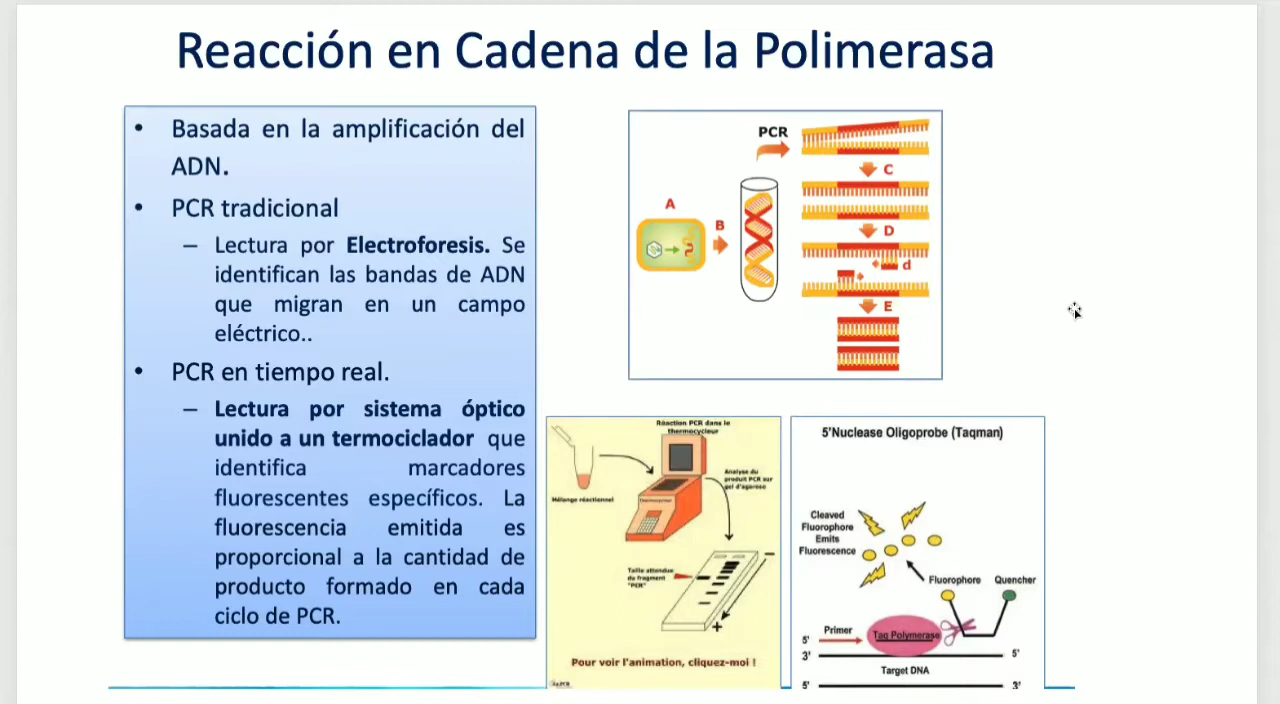 Reacción en Cadena de la Polimerasa
• Basada en la amplificación del
ADN.
• PCR tradicional
– Lectura por Electroforesis. Se
identifican las bandas de ADN
que migran en un campo
eléctrico..
• PCR en tiempo real.
– Lectura por sistema óptico
unido a un termociclador que
identifica marcadores
fluorescentes específicos. La
fluorescencia emitida es
proporcional a la cantidad de
producto formado en cada
ciclo de PCR.
PCR
A
B
C
D
d
E
Réaction PCR dans le
thermocycleur
Mélange réactionnel
Thermocycleur
Analyse du
produit PCR sur
gel d'agarose
Taille attendue
du fragment
"PCR"
–
+
Pour voir l'animation, cliquez-moi !
5'Nuclease Oligoprobe (Taqman)
Cleaved
Fluorophore
Emits
Fluorescence
Fluorophore
Quencher
Primer
Taq Polymerase
5'
3'
5'
Target DNA
5'
3'